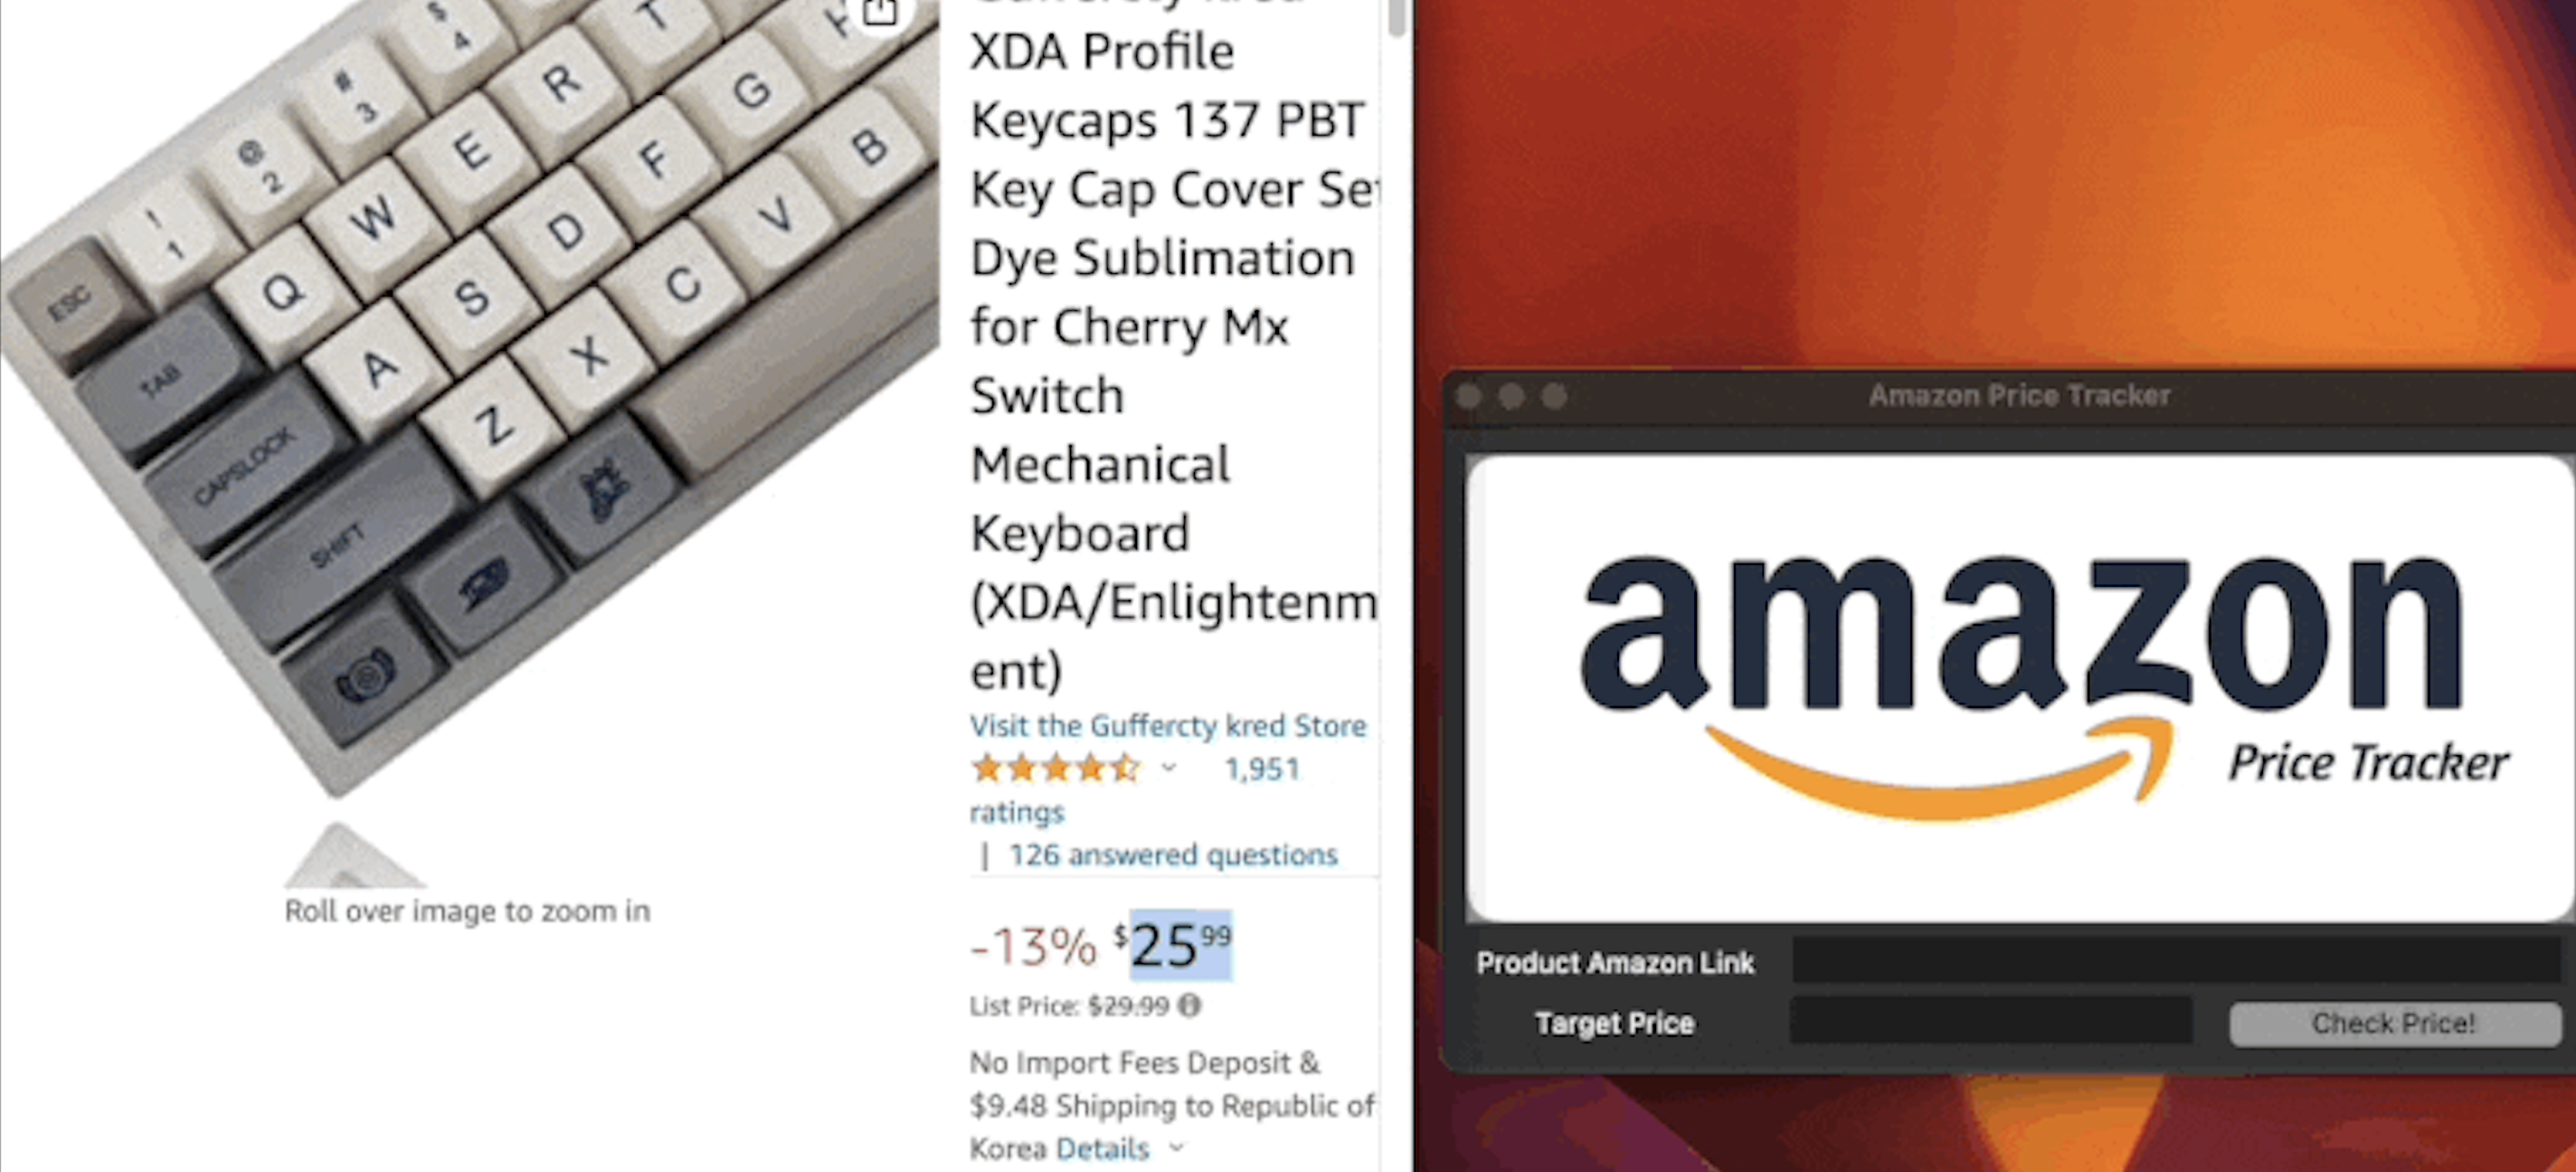 $
4
T
#
3
R
G
@
2
E
F
B
!
1
W
D
V
ESC
Q
S
C
TAB
A
X
CAPSLOCK
Z
SHIFT
Roll over image to zoom in
XDA Profile
Keycaps 137 PBT
Key Cap Cover Set
Dye Sublimation
for Cherry Mx
Switch
Mechanical
Keyboard
(XDA/Enlightenm
ent)
Visit the Guffercty kred Store
1,951
ratings
| 126 answered questions
-13% $25 99
List Price: $29.99
No Import Fees Deposit &
$9.48 Shipping to Republic of
Korea Details
Amazon Price Tracker
amazon
Price Tracker
Product Amazon Link
Target Price
Check Price!